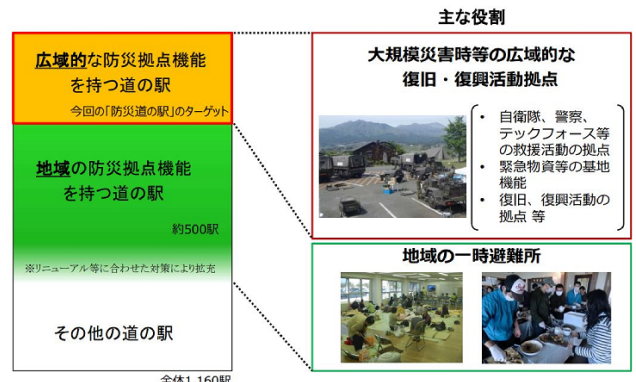 主な役割
広域的な防災拠点機能
を持つ道の駅
今回の「防災道の駅」のターゲット
地域の防災拠点機能
を持つ道の駅
約500駅
※リニューアル等に合わせた対策により拡充
その他の道の駅
全体1,160駅
大規模災害時等の広域的な
復旧・復興活動拠点
• 自衛隊、警察、
テックフォース等
の救援活動の拠点
• 緊急物資等の基地
機能
• 復旧、復興活動の
拠点 等
地域の一時避難所